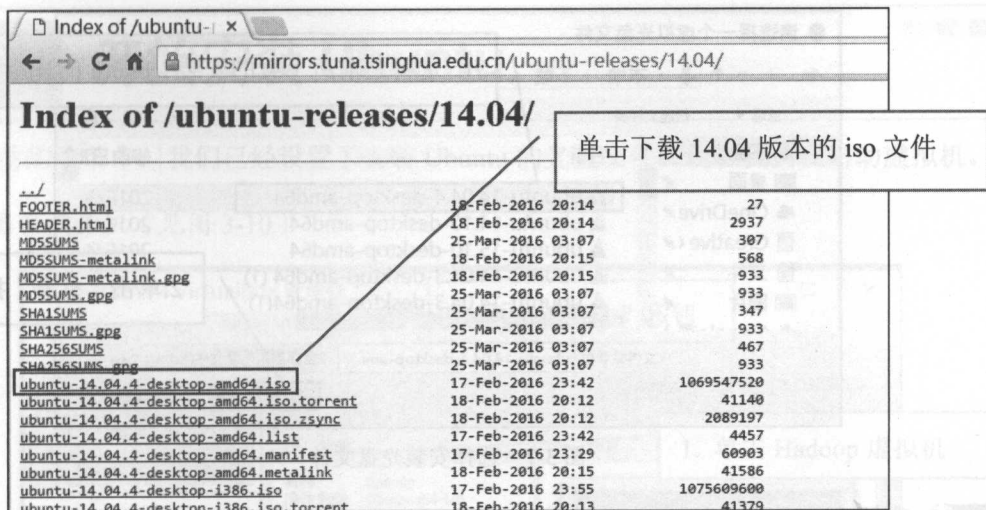 Index of /ubuntu-
https://mirrors.tuna.tsinghua.edu.cn/ubuntu-releases/14.04/
Index of /ubuntu-releases/14.04/
单击下载 14.04 版本的 iso 文件
../
FOOTER.html 18-Feb-2016 20:14 27
HEADER.html 18-Feb-2016 20:14 2937
MD5SUMS 25-Mar-2016 03:07 307
MD5SUMS-metalink 18-Feb-2016 20:15 568
MD5SUMS-metalink.gpg 18-Feb-2016 20:15 933
MD5SUMS.gpg 25-Mar-2016 03:07 933
SHA1SUMS 25-Mar-2016 03:07 347
SHA1SUMS.gpg 25-Mar-2016 03:07 933
SHA256SUMS 25-Mar-2016 03:07 467
SHA256SUMS.gpg 25-Mar-2016 03:07 933
ubuntu-14.04.4-desktop-amd64.iso 17-Feb-2016 23:42 1069547520
ubuntu-14.04.4-desktop-amd64.iso.torrent 18-Feb-2016 20:12 41140
ubuntu-14.04.4-desktop-amd64.iso.zsync 18-Feb-2016 20:12 2089197
ubuntu-14.04.4-desktop-amd64.list 17-Feb-2016 23:42 4457
ubuntu-14.04.4-desktop-amd64.manifest 17-Feb-2016 23:29 60903
ubuntu-14.04.4-desktop-amd64.metalink 18-Feb-2016 20:15 41586
ubuntu-14.04.4-desktop-i386.iso 17-Feb-2016 23:55 1075609600
ubuntu-14.04.4-desktop-i386.iso.torrent 18-Feb-2016 20:13 41379